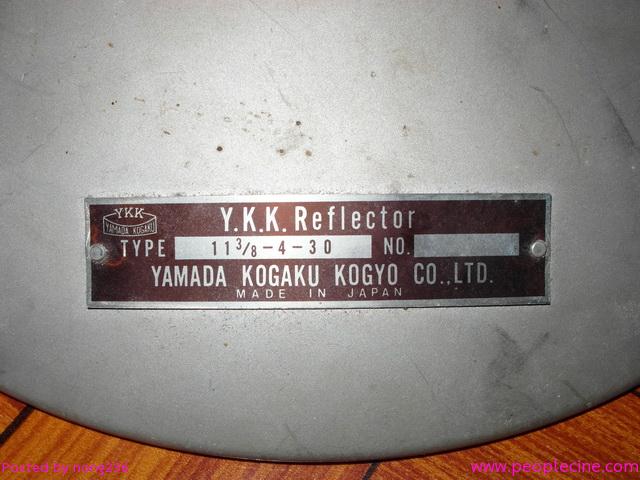 YKK
YAMADA KOGAKU
Y.K.K. Reflector
TYPE 11 3/8-4-30 NO.
YAMADA KOGAKU KOGYO CO.,LTD.
MADE IN JAPAN
Posted by nong256
www.peoplecine.com